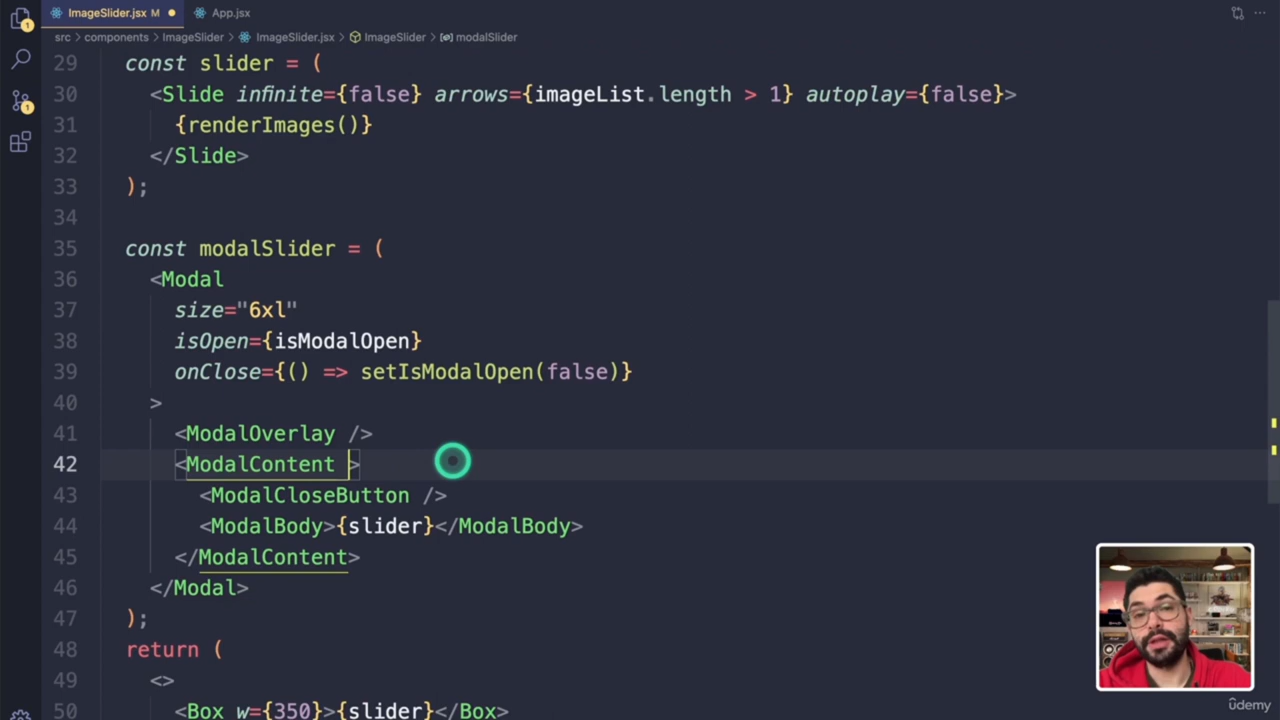 ImageSlider.jsx M
App.jsx
src > components > ImageSlider > ImageSlider.jsx > ImageSlider > modalSlider
29 const slider = (
30 <Slide infinite={false} arrows={imageList.length > 1} autoplay={false}>
31 {renderImages()}
32 </Slide>
33 );
34
35 const modalSlider = (
36 <Modal
37 size="6xl"
38 isOpen={isModalOpen}
39 onClose={() => setIsModalOpen(false)}
40 >
41 <ModalOverlay />
42 <ModalContent >
43 <ModalCloseButton />
44 <ModalBody>{slider}</ModalBody>
45 </ModalContent>
46 </Modal>
47 );
48 return (
49 <>
50 <Box w={350}>{slider}</Box>
1
1
udemy